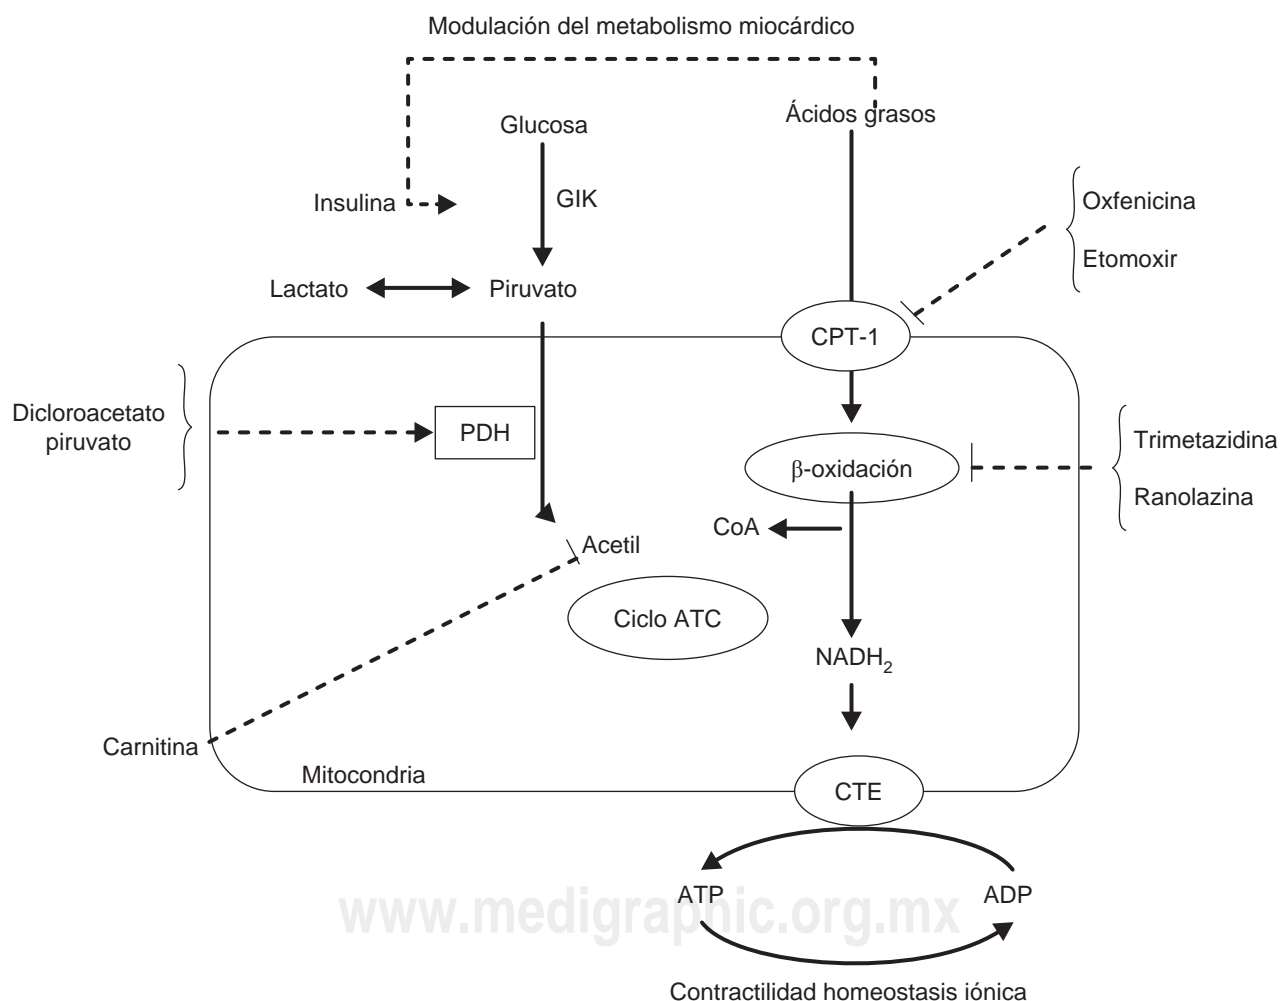 Modulación del metabolismo miocárdico
Ácidos grasos
Glucosa
Insulina
GIK
Oxfenicina
Etomoxir
Lactato
Piruvato
CPT-1
Dicloroacetato
piruvato
PDH
β-oxidación
Trimetazidina
Ranolazina
CoA
Acetil
Ciclo ATC
NADH2
Carnitina
Mitocondria
CTE
ATP
ADP
www.medigraphic.org.mx
Contractilidad homeostasis iónica